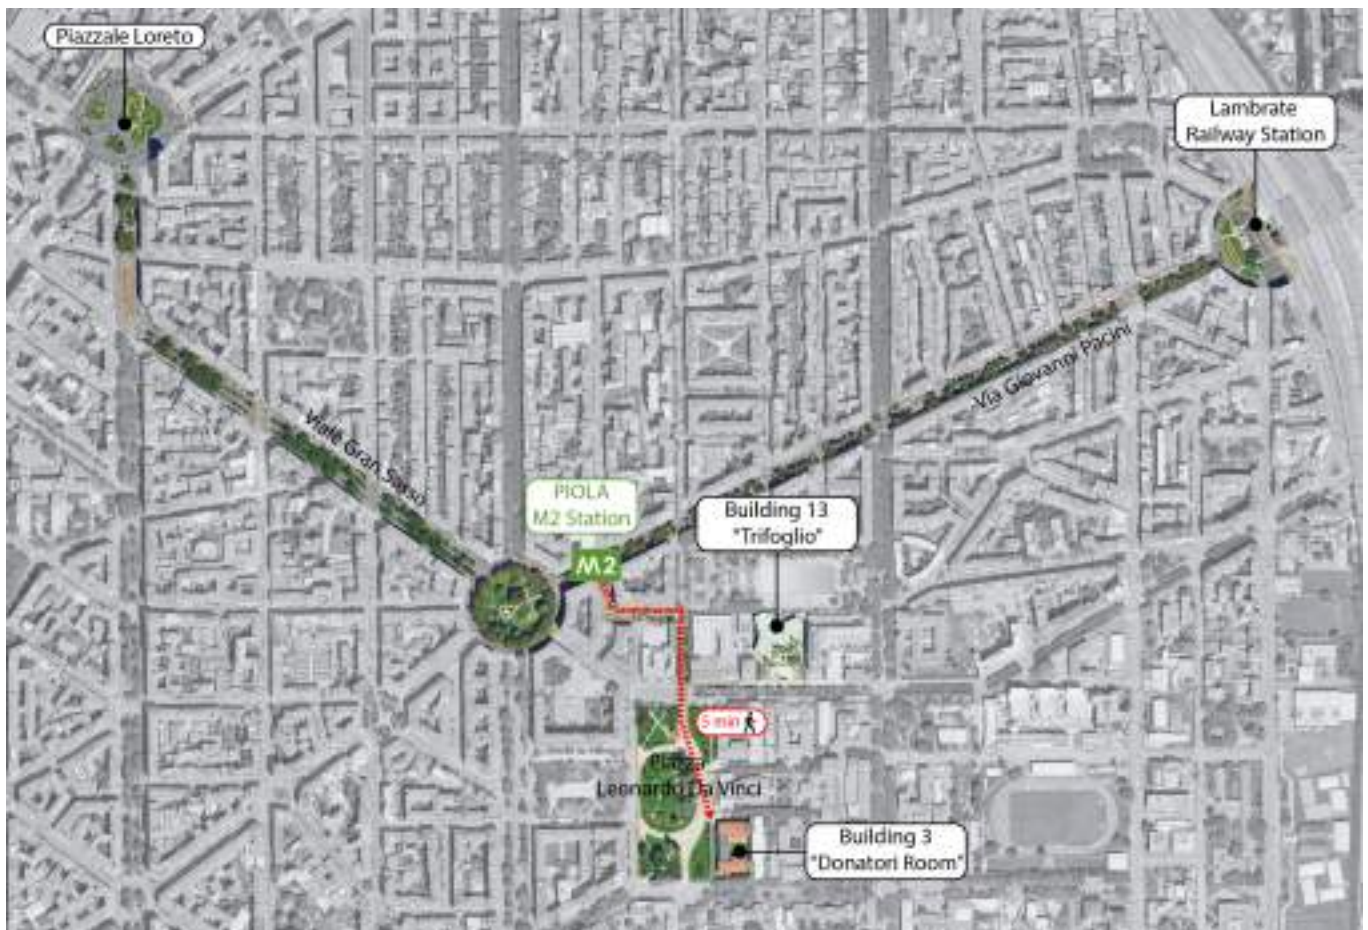 Piazzale Loreto
Lambrate
Railway Station
Via Giovanni Pacini
Viale Gran Sasso
PIOLA
M2 Station
M2
Building 13
"Trifoglio"
5 min
Piazza
Leonardo Da Vinci
Building 3
"Donatori Room"